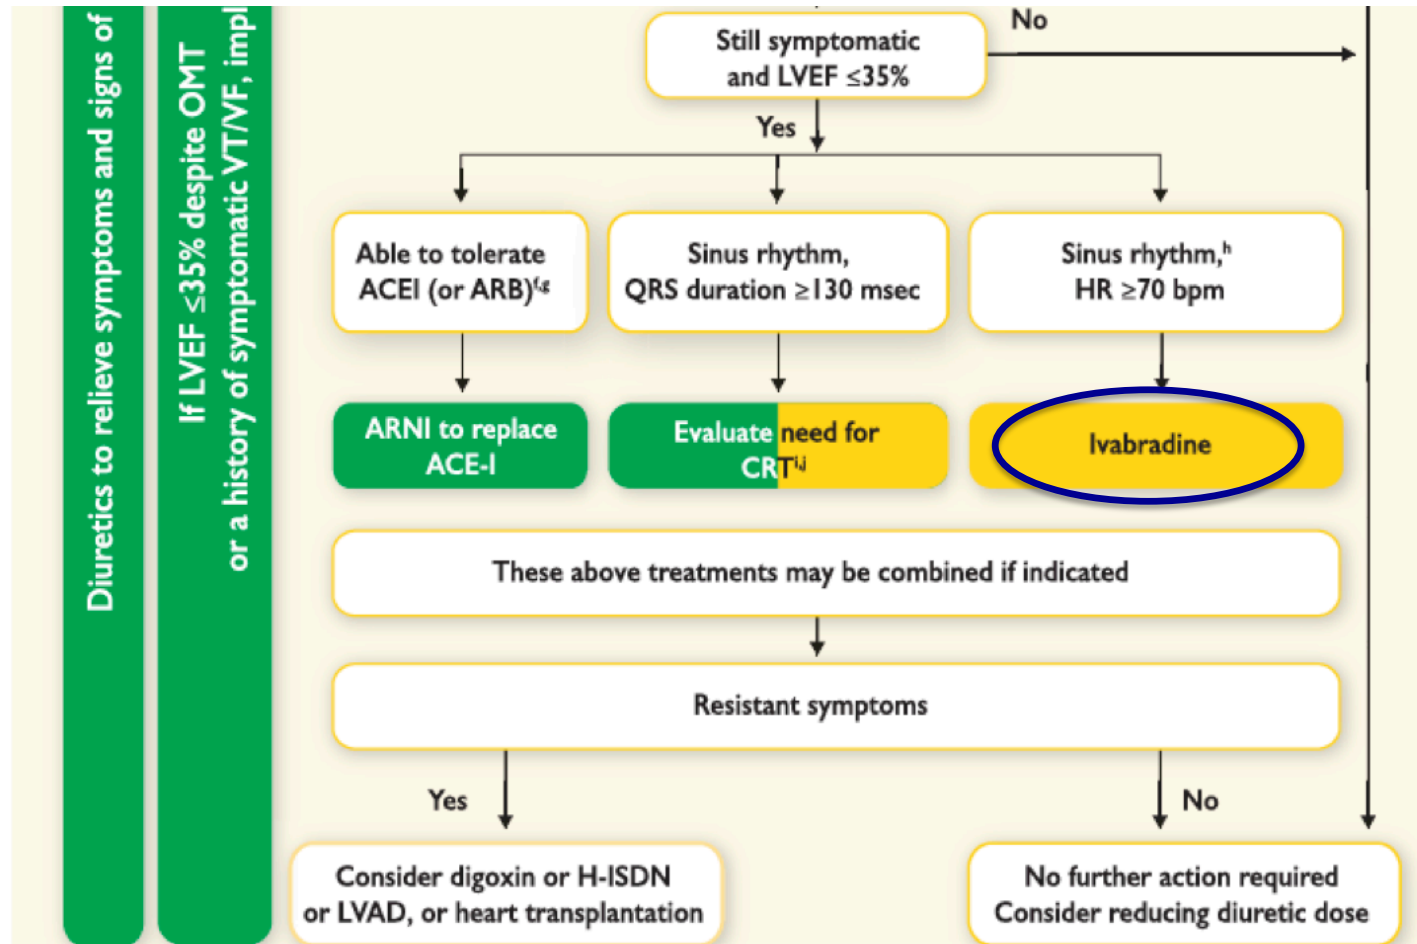 Diuretics to relieve symptoms and signs of
If LVEF ≤35% despite OMT
or a history of symptomatic VT/VF, impl
No
Still symptomatic
and LVEF ≤35%
Yes
Able to tolerate
ACEI (or ARB)f,g
Sinus rhythm,
QRS duration ≥130 msec
Sinus rhythm,h
HR ≥70 bpm
ARNI to replace
ACE-I
Evaluate need for
CRTi,j
Ivabradine
These above treatments may be combined if indicated
Resistant symptoms
Yes
No
Consider digoxin or H-ISDN
or LVAD, or heart transplantation
No further action required
Consider reducing diuretic dose